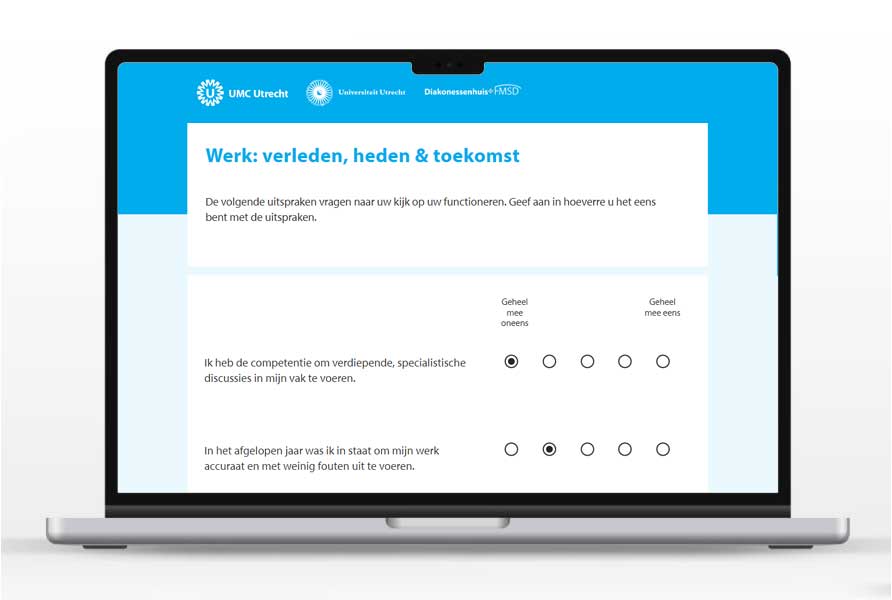 UMC Utrecht
Universiteit Utrecht
Diakonessenhuis+FMSD
Werk: verleden, heden & toekomst
De volgende uitspraken vragen naar uw kijk op uw functioneren. Geef aan in hoeverre u het eens
bent met de uitspraken.
Geheel
mee
oneens
Geheel
mee eens
Ik heb de competentie om verdiepende, specialistische
discussies in mijn vak te voeren.
In het afgelopen jaar was ik in staat om mijn werk
accuraat en met weinig fouten uit te voeren.